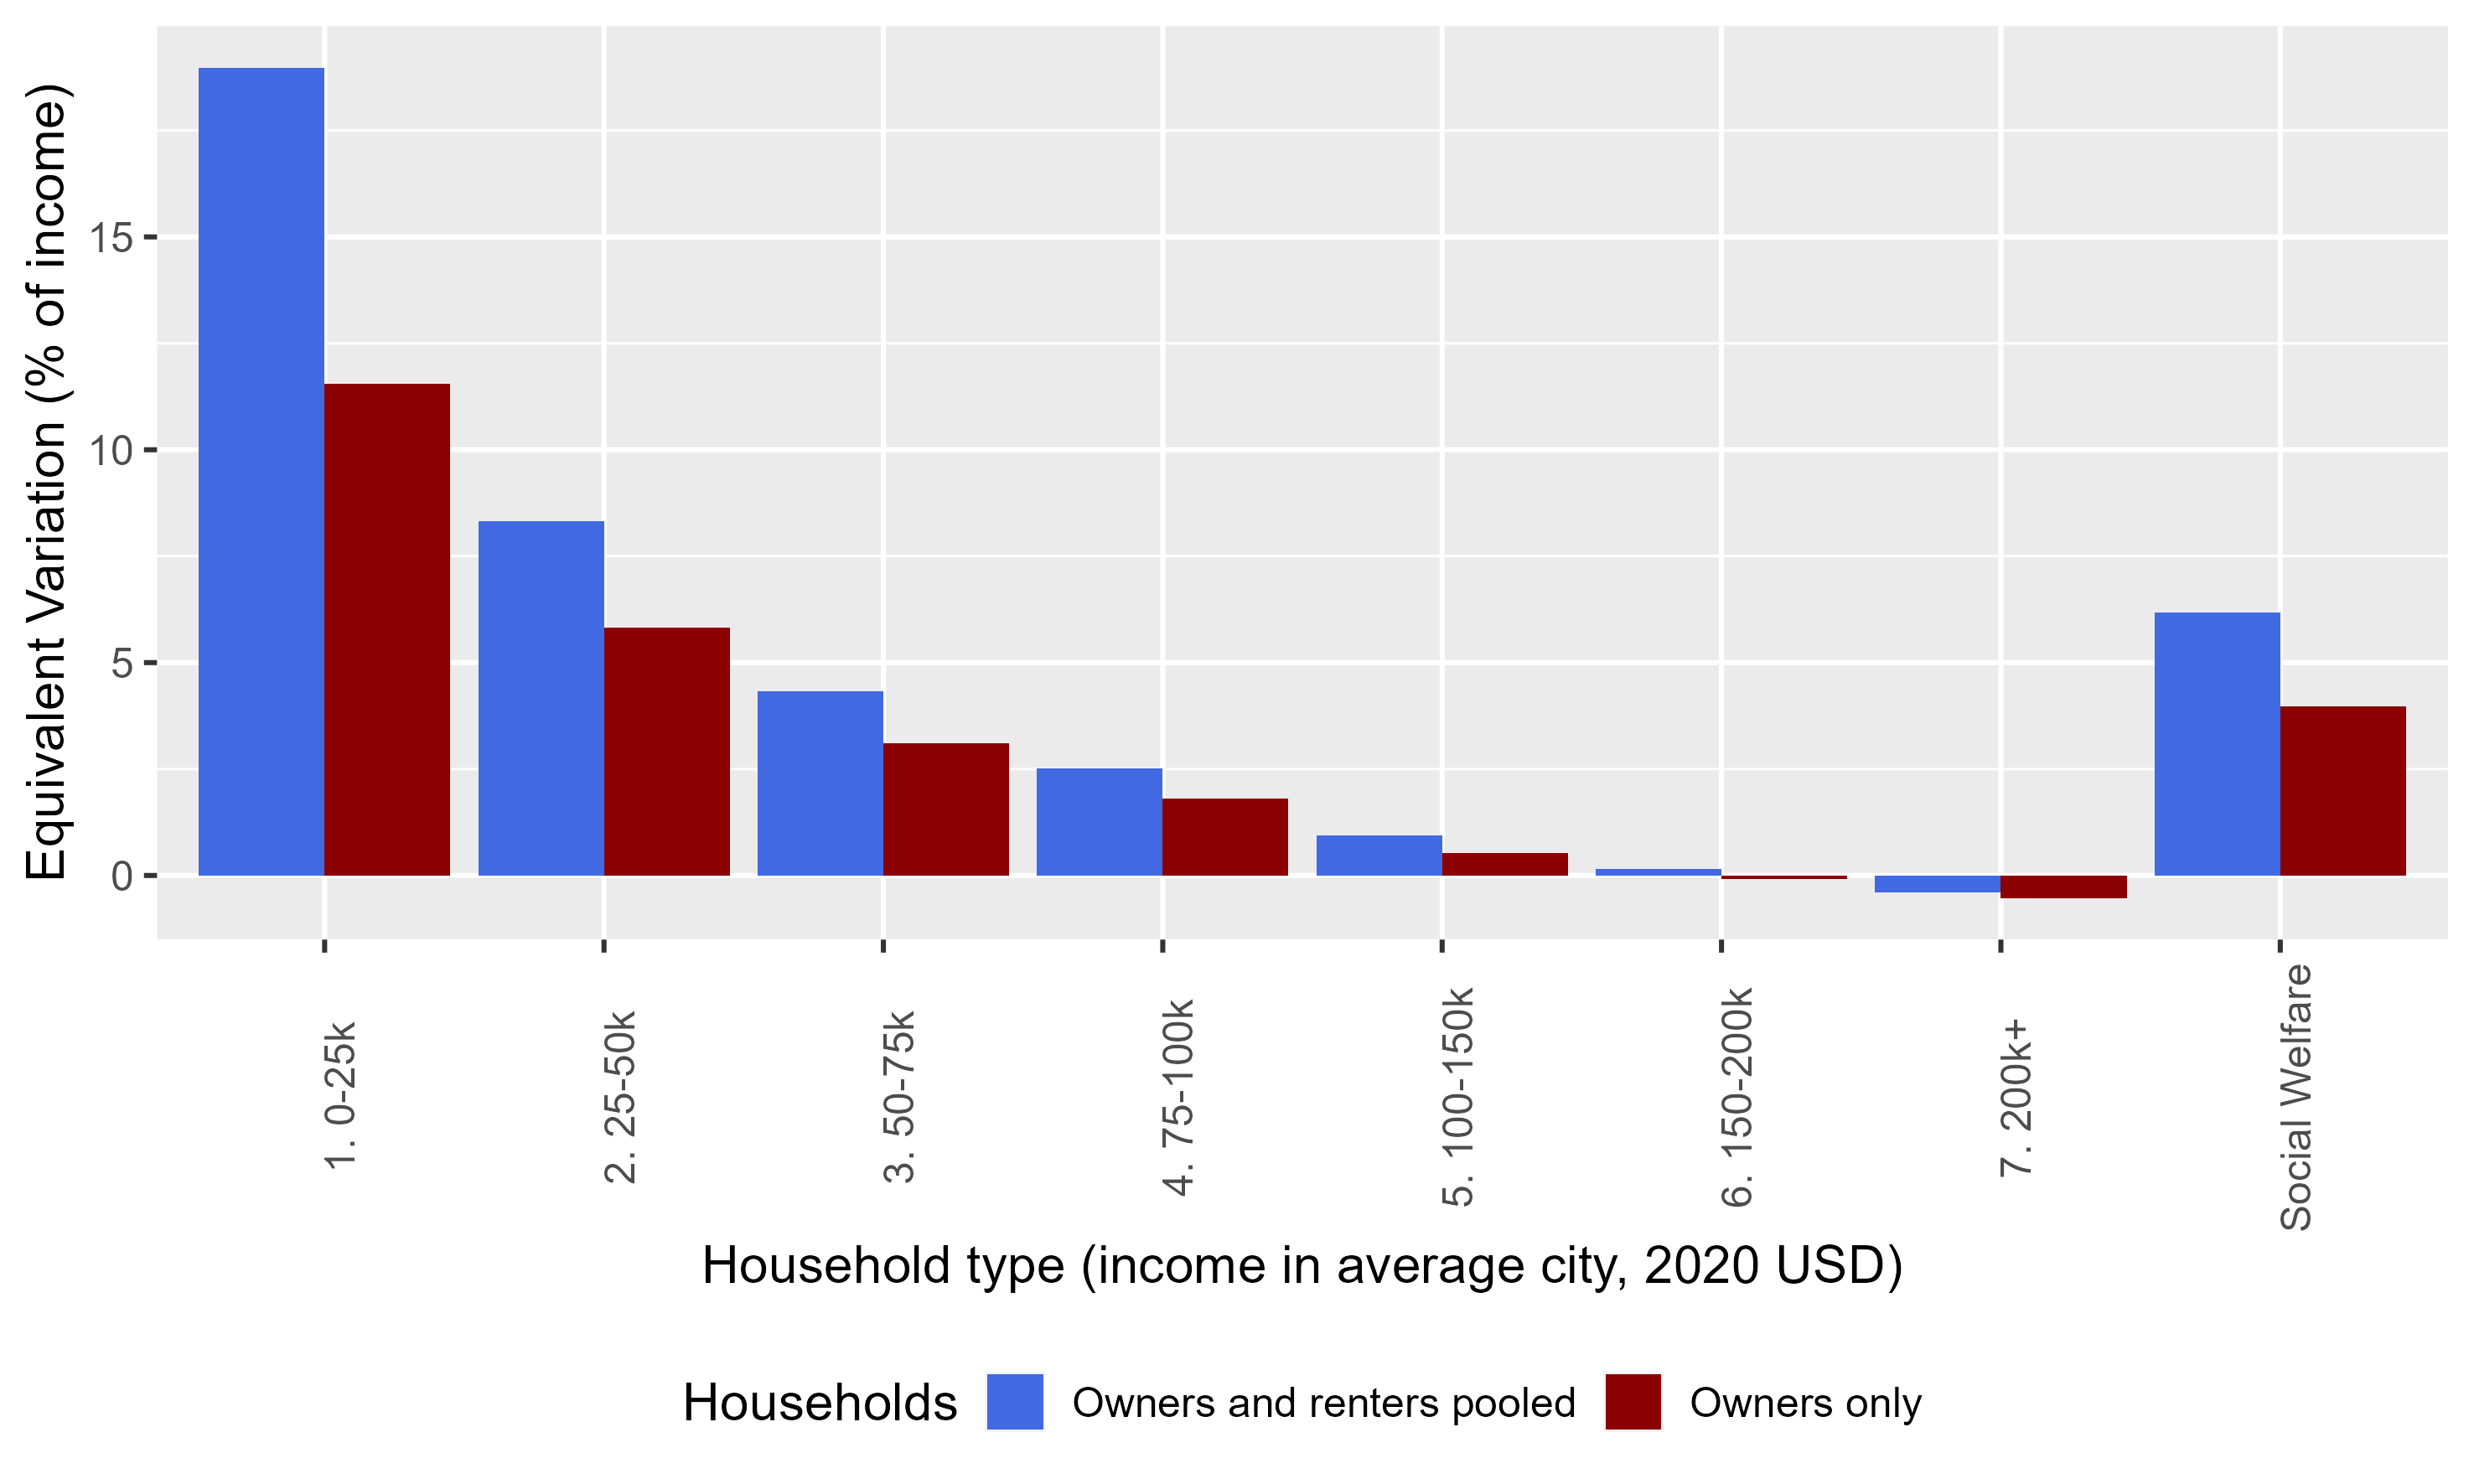 Equivalent Variation (% of income)
15
10
5
0
1. 0-25k
2. 25-50k
3. 50-75k
4. 75-100k
5. 100-150k
6. 150-200k
7. 200k+
Social Welfare
Household type (income in average city, 2020 USD)
Households
Owners and renters pooled
Owners only